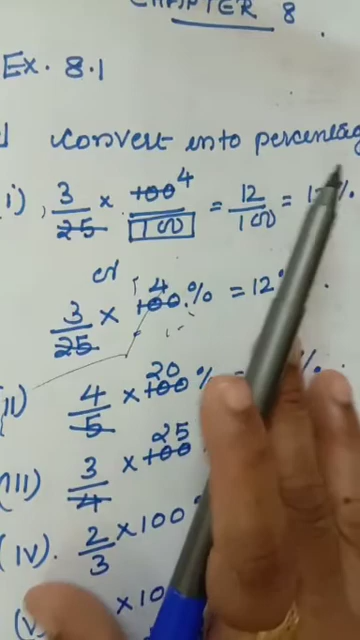 CHAPTER 8
Ex. 8.1
convert into percentage
i) 3/25 × 100 4/100 = 12/100 = 12%
or
3/25 × 100 4 % = 12%
(II) 4/5 × 100 20 % = %.
(III) 3/4 × 100 25
(IV). 2/3 × 100
(V) × 10